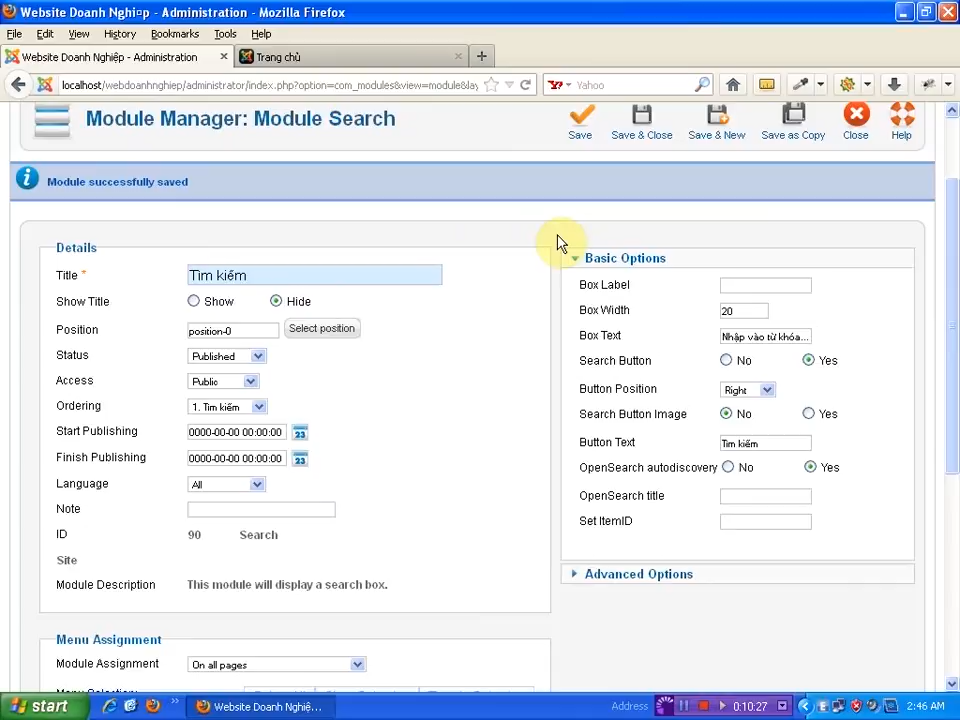 Website Doanh Nghiệp - Administration - Mozilla Firefox
File Edit View History Bookmarks Tools Help
Website Doanh Nghiệp - Administration × Trang chủ × +
localhost/webdoanhnghiep/administrator/index.php?option=com_modules&view=module&lay Yahoo
Module Manager: Module Search
Save Save & Close Save & New Save as Copy Close Help
Module successfully saved
Details
Title * Tìm kiếm
Show Title Show Hide
Position position-0 Select position
Status Published
Access Public
Ordering 1. Tìm kiếm
Start Publishing 0000-00-00 00:00:00 23
Finish Publishing 0000-00-00 00:00:00 23
Language All
Note
ID 90 Search
Site
Module Description This module will display a search box.
Menu Assignment
Module Assignment On all pages
Basic Options
Box Label
Box Width 20
Box Text Nhập vào từ khóa...
Search Button No Yes
Button Position Right
Search Button Image No Yes
Button Text Tìm kiếm
OpenSearch autodiscovery No Yes
OpenSearch title
Set ItemID
Advanced Options
start Website Doanh Nghiệ... Address 0:10:27 2:46 AM